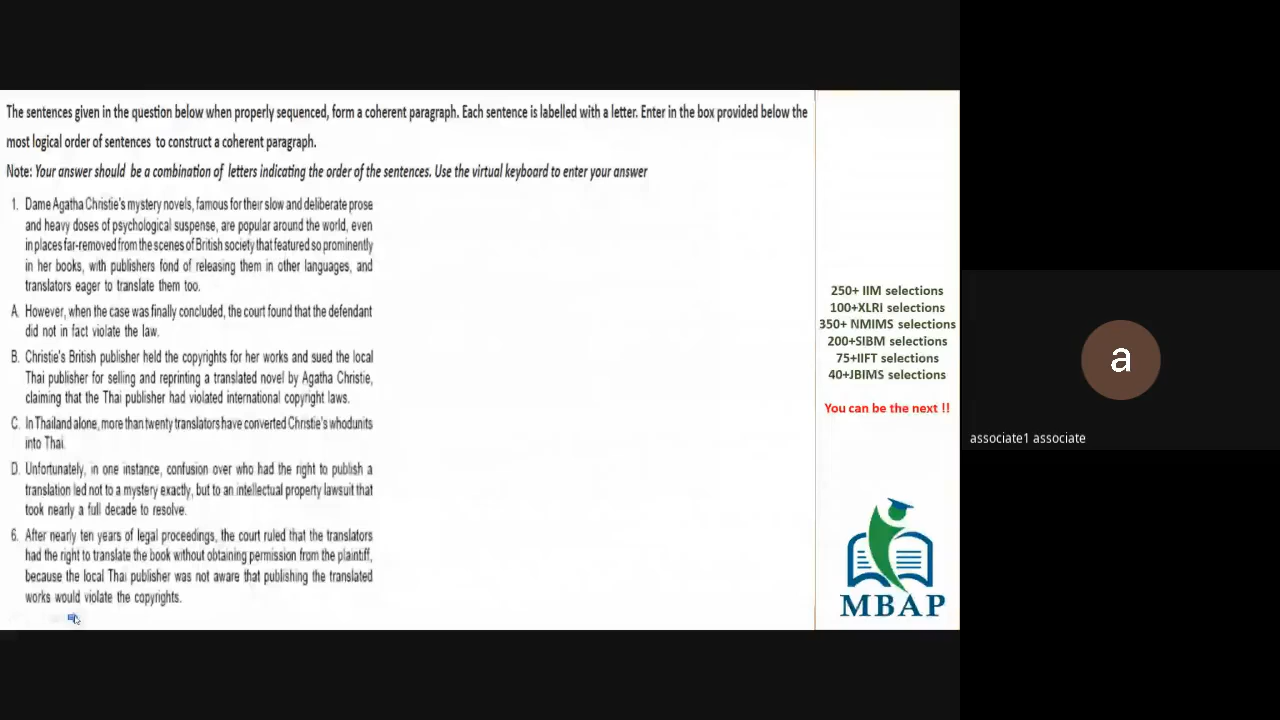 The sentences given in the question below when properly sequenced, form a coherent paragraph. Each sentence is labelled with a letter. Enter in the box provided below the
most logical order of sentences to construct a coherent paragraph.
Note: Your answer should be a combination of letters indicating the order of the sentences. Use the virtual keyboard to enter your answer
1. Dame Agatha Christie's mystery novels, famous for their slow and deliberate prose
and heavy doses of psychological suspense, are popular around the world, even
in places far-removed from the scenes of British society that featured so prominently
in her books, with publishers fond of releasing them in other languages, and
translators eager to translate them too.
A. However, when the case was finally concluded, the court found that the defendant
did not in fact violate the law.
B. Christie's British publisher held the copyrights for her works and sued the local
Thai publisher for selling and reprinting a translated novel by Agatha Christie,
claiming that the Thai publisher had violated international copyright laws.
C. In Thailand alone, more than twenty translators have converted Christie's whodunits
into Thai.
D. Unfortunately, in one instance, confusion over who had the right to publish a
translation led not to a mystery exactly, but to an intellectual property lawsuit that
took nearly a full decade to resolve.
6. After nearly ten years of legal proceedings, the court ruled that the translators
had the right to translate the book without obtaining permission from the plaintiff,
because the local Thai publisher was not aware that publishing the translated
works would violate the copyrights.
250+ IIM selections
100+XLRI selections
350+ NMIMS selections
200+SIBM selections
75+IIFT selections
40+JBIMS selections
You can be the next !!
MBAP
a
associate1 associate